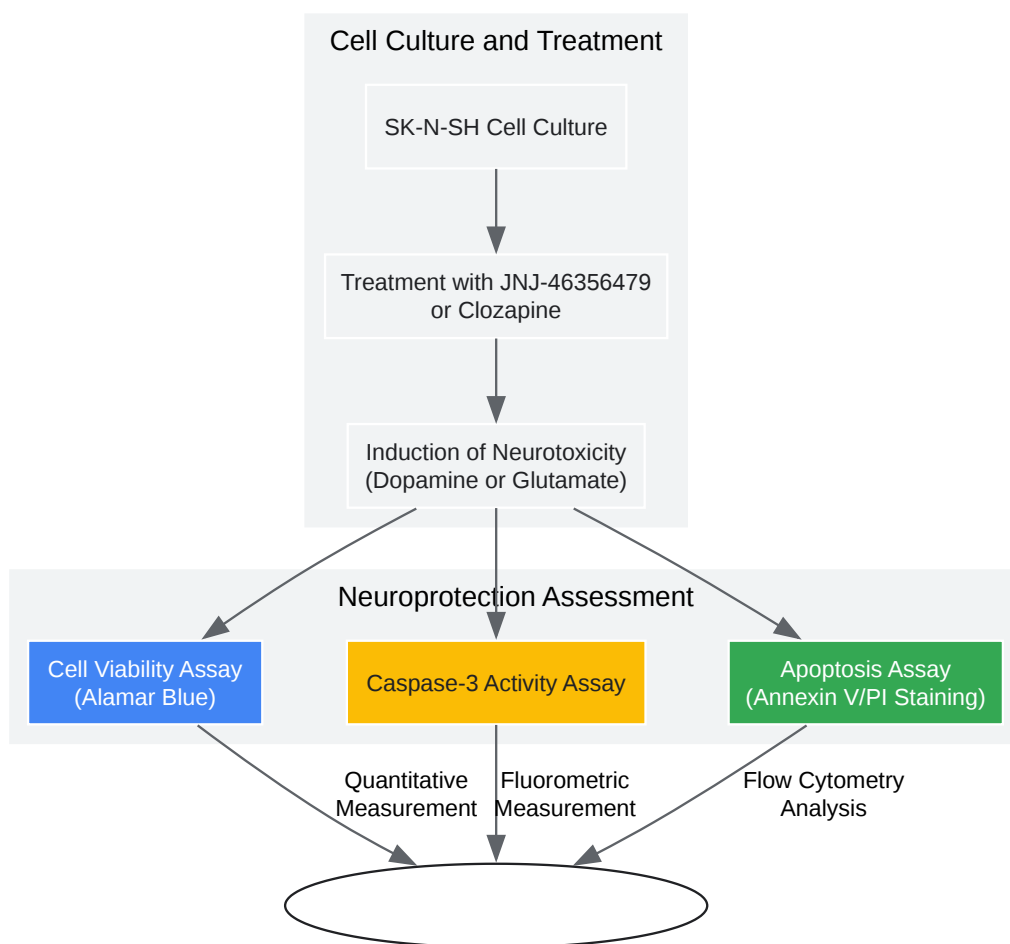 Cell Culture and Treatment
SK-N-SH Cell Culture
Treatment with JNJ-46356479
or Clozapine
Induction of Neurotoxicity
(Dopamine or Glutamate)
Neuroprotection Assessment
Cell Viability Assay
(Alamar Blue)
Caspase-3 Activity Assay
Apoptosis Assay
(Annexin V/PI Staining)
Quantitative
Measurement
Fluorometric
Measurement
Flow Cytometry
Analysis